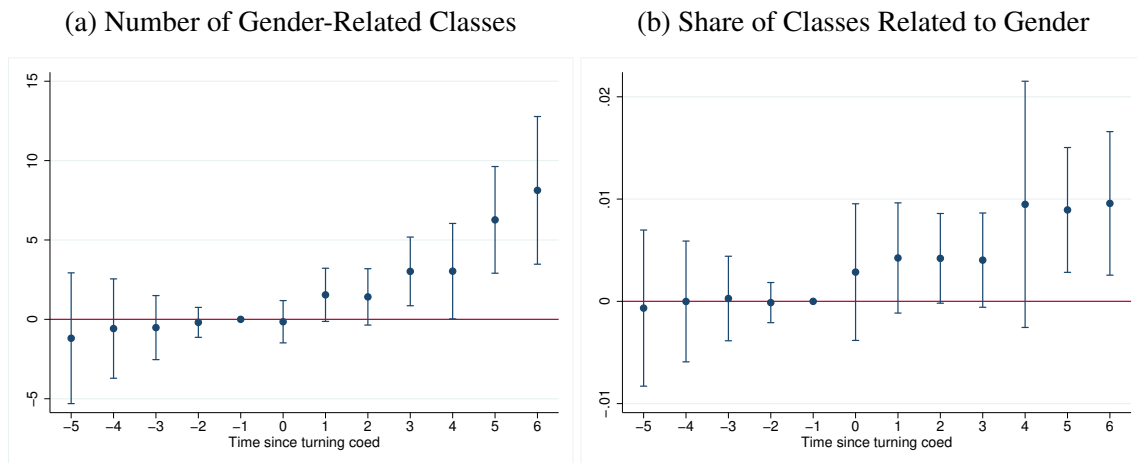 (a) Number of Gender-Related Classes
15
10
5
0
−5
−5 −4 −3 −2 −1 0 1 2 3 4 5 6
Time since turning coed
(b) Share of Classes Related to Gender
.02
.01
0
−.01
−5 −4 −3 −2 −1 0 1 2 3 4 5 6
Time since turning coed